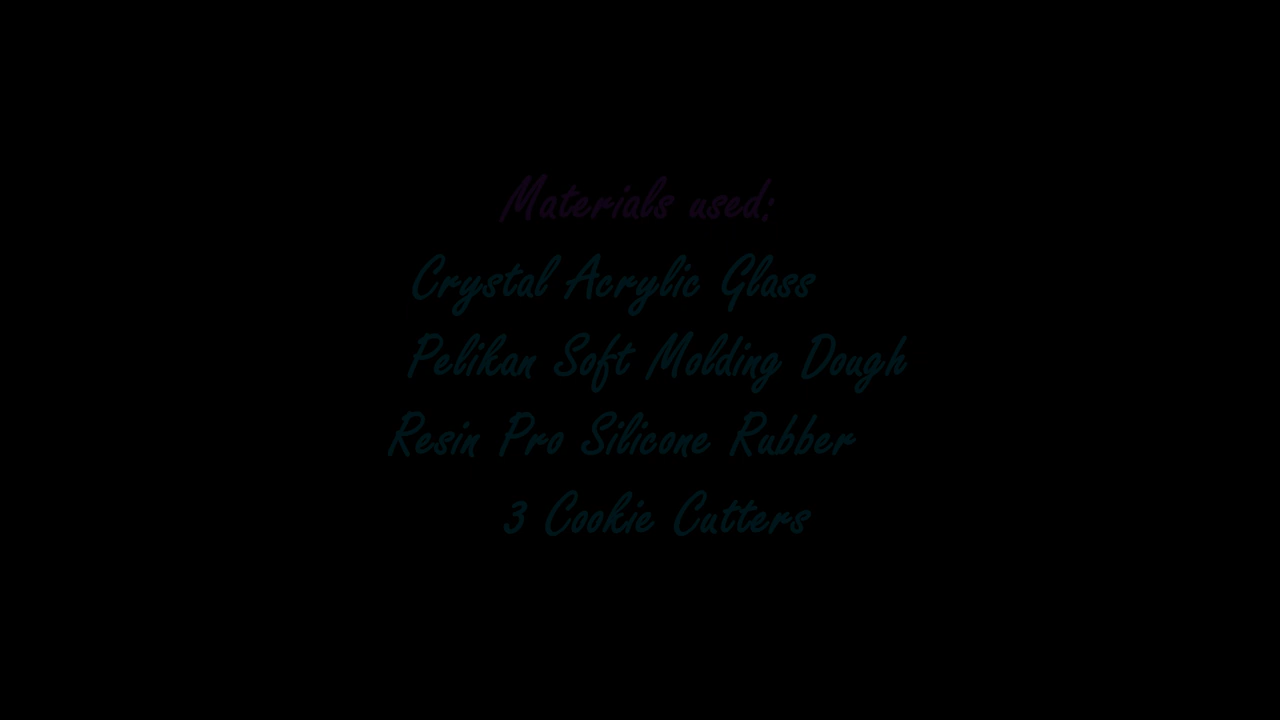 Materials used:
Crystal Acrylic Glass
Pelikan Soft Molding Dough
Resin Pro Silicone Rubber
3 Cookie Cutters